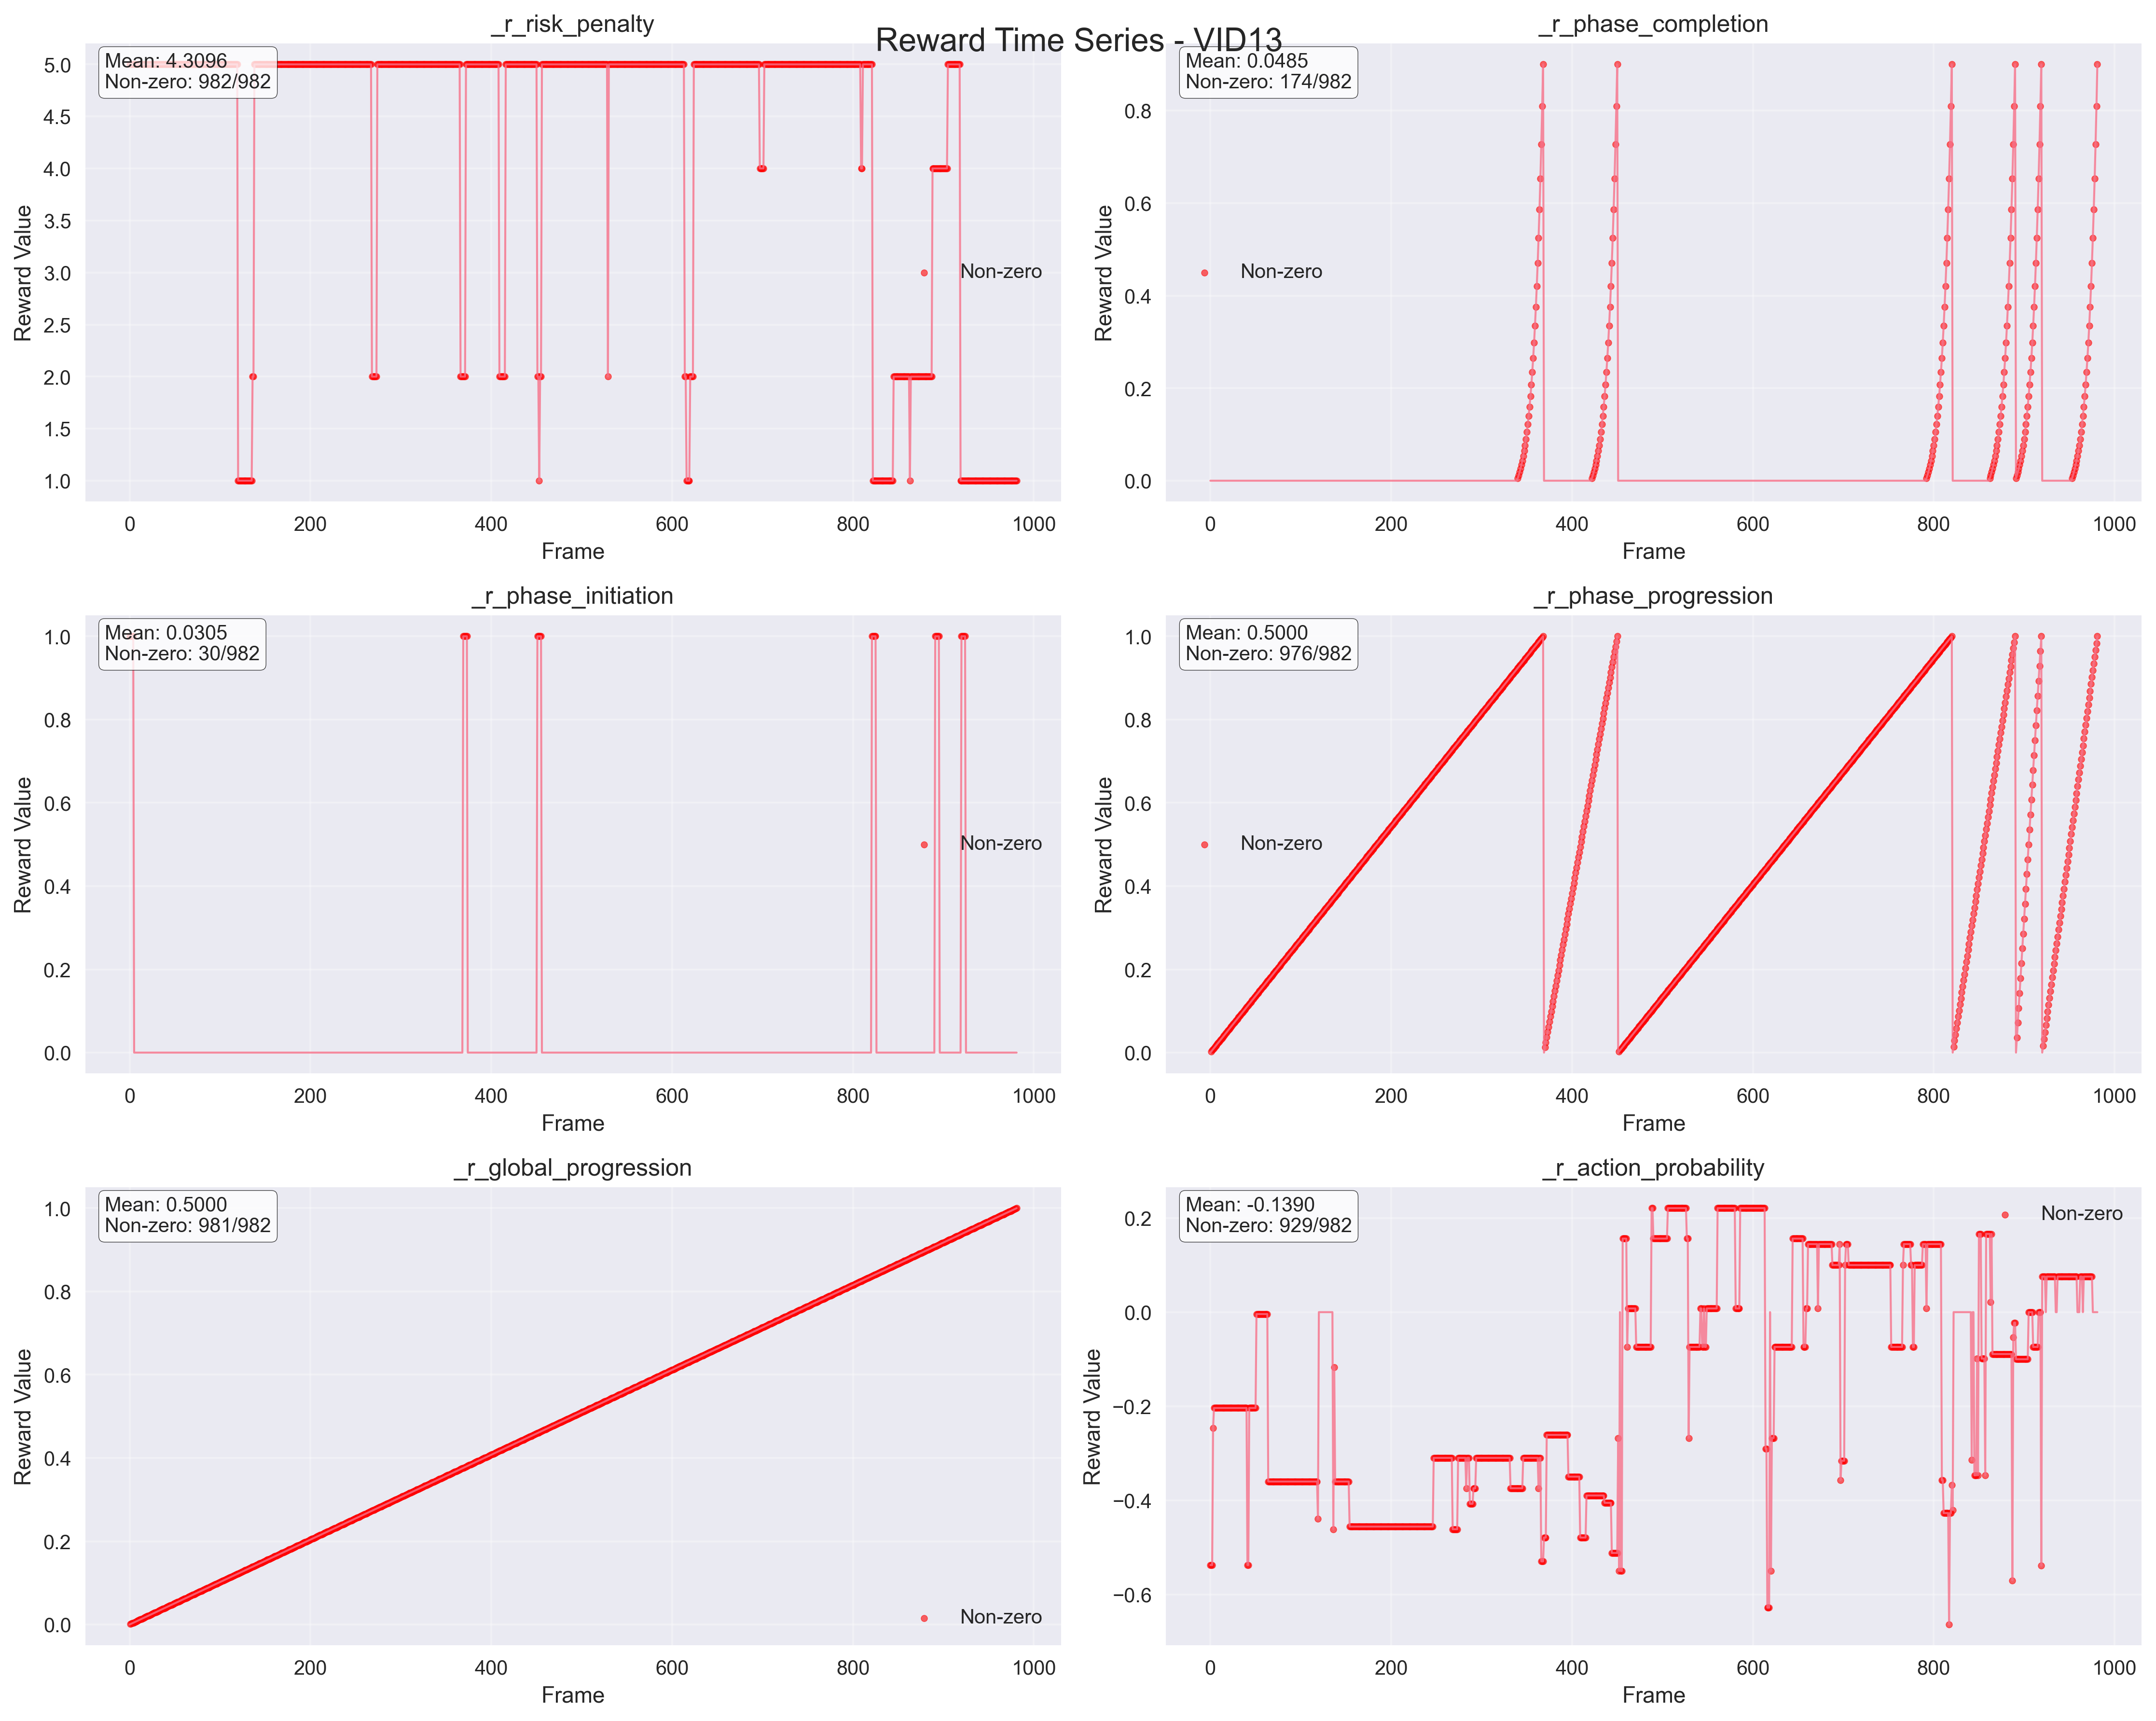 Reward Time Series - VID13
_r_risk_penalty
Mean: 4.3096
Non-zero: 982/982
Reward Value
5.0
4.5
4.0
3.5
3.0
2.5
2.0
1.5
1.0
Non-zero
0 200 400 600 800 1000
Frame
_r_phase_completion
Mean: 0.0485
Non-zero: 174/982
Reward Value
0.8
0.6
0.4
0.2
0.0
Non-zero
0 200 400 600 800 1000
Frame
_r_phase_initiation
Mean: 0.0305
Non-zero: 30/982
Reward Value
1.0
0.8
0.6
0.4
0.2
0.0
Non-zero
0 200 400 600 800 1000
Frame
_r_phase_progression
Mean: 0.5000
Non-zero: 976/982
Reward Value
1.0
0.8
0.6
0.4
0.2
0.0
Non-zero
0 200 400 600 800 1000
Frame
_r_global_progression
Mean: 0.5000
Non-zero: 981/982
Reward Value
1.0
0.8
0.6
0.4
0.2
0.0
Non-zero
0 200 400 600 800 1000
Frame
_r_action_probability
Mean: -0.1390
Non-zero: 929/982
Reward Value
0.2
0.0
−0.2
−0.4
−0.6
Non-zero
0 200 400 600 800 1000
Frame